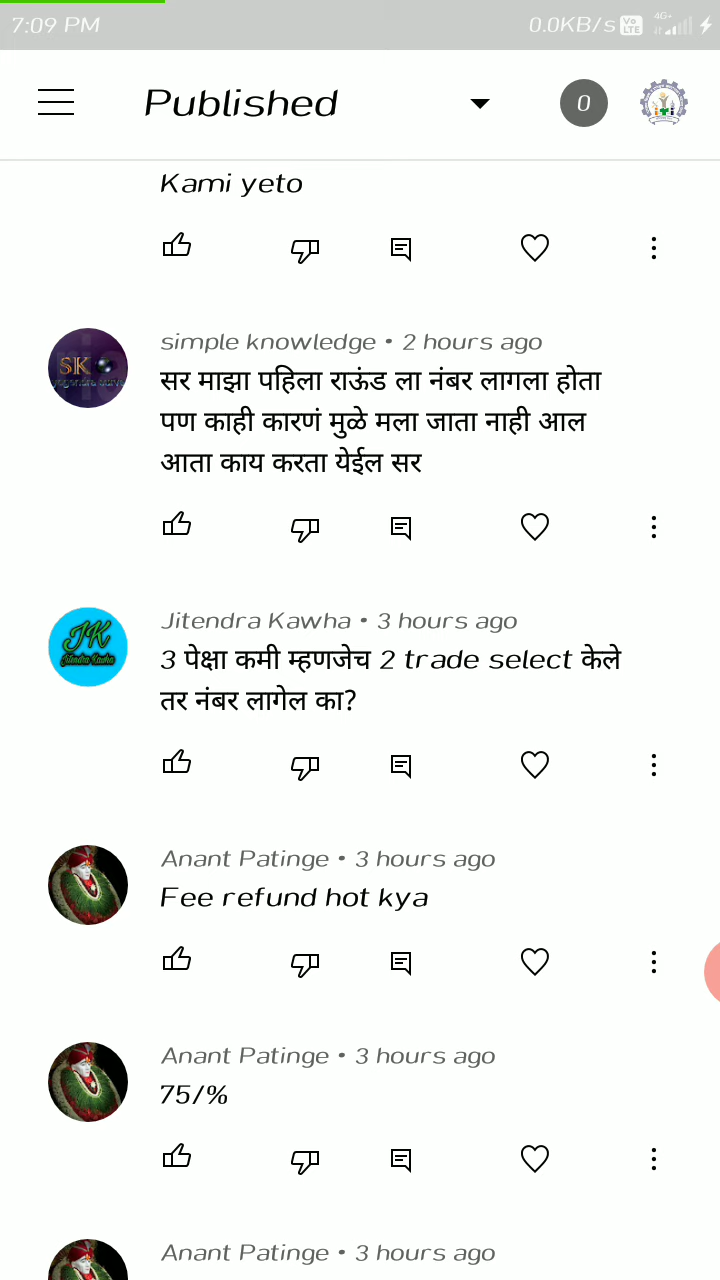 7:09 PM 0.0KB/s Vo LTE 4G+
Published 0
Kami yeto
simple knowledge • 2 hours ago
सर माझा पहिला राऊंड ला नंबर लागला होता
पण काही कारणं मुळे मला जाता नाही आल
आता काय करता येईल सर
Jitendra Kawha • 3 hours ago
3 पेक्षा कमी म्हणजेच 2 trade select केले
तर नंबर लागेल का?
Anant Patinge • 3 hours ago
Fee refund hot kya
Anant Patinge • 3 hours ago
75/%
Anant Patinge • 3 hours ago